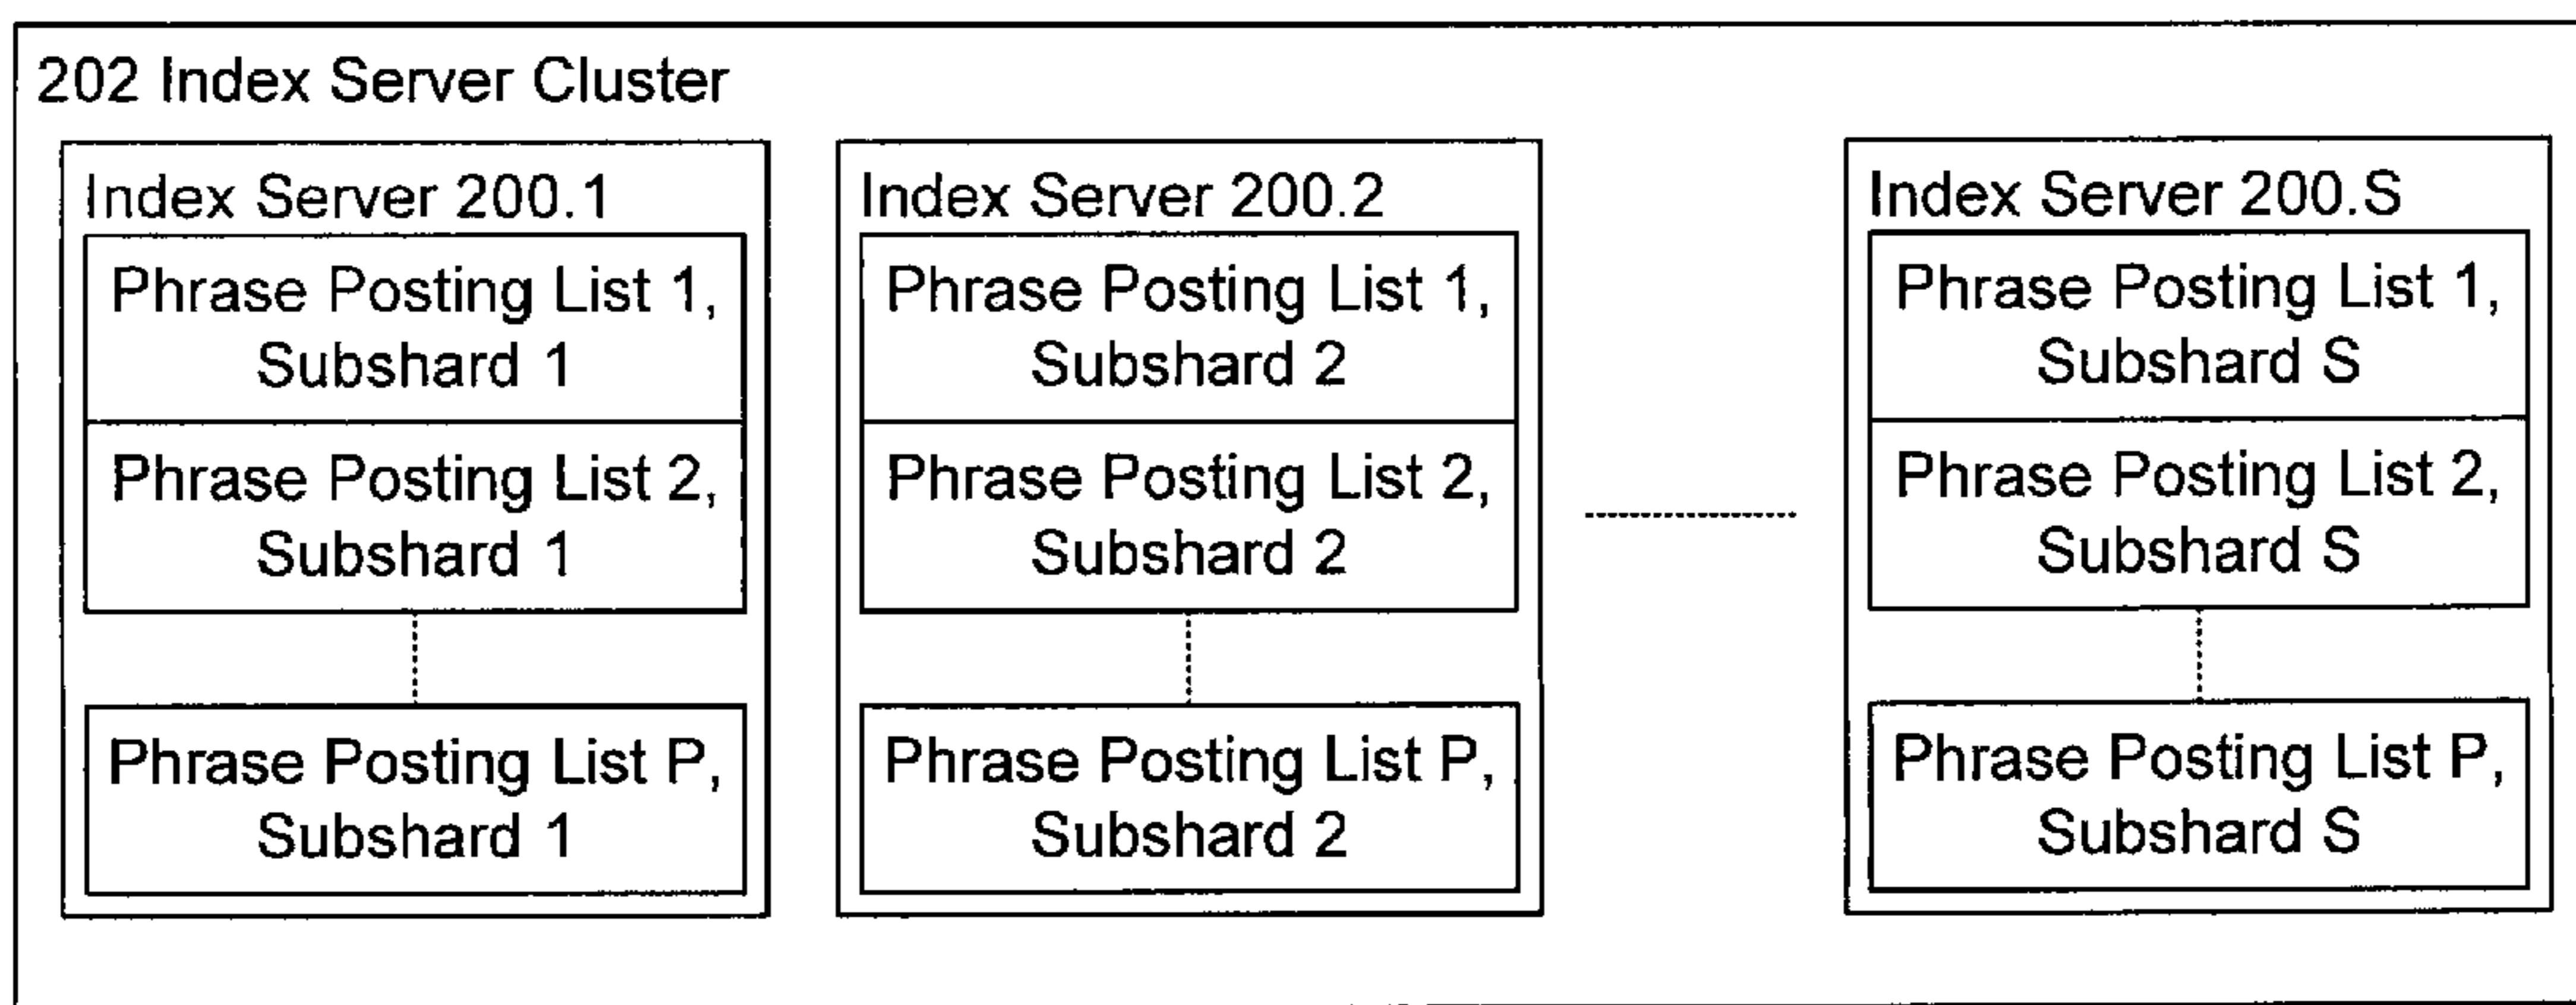 202 Index Server Cluster
Index Server 200.1
Phrase Posting List 1,
Subshard 1
Phrase Posting List 2,
Subshard 1
Phrase Posting List P,
Subshard 1
Index Server 200.2
Phrase Posting List 1,
Subshard 2
Phrase Posting List 2,
Subshard 2
Phrase Posting List P,
Subshard 2
Index Server 200.S
Phrase Posting List 1,
Subshard S
Phrase Posting List 2,
Subshard S
Phrase Posting List P,
Subshard S